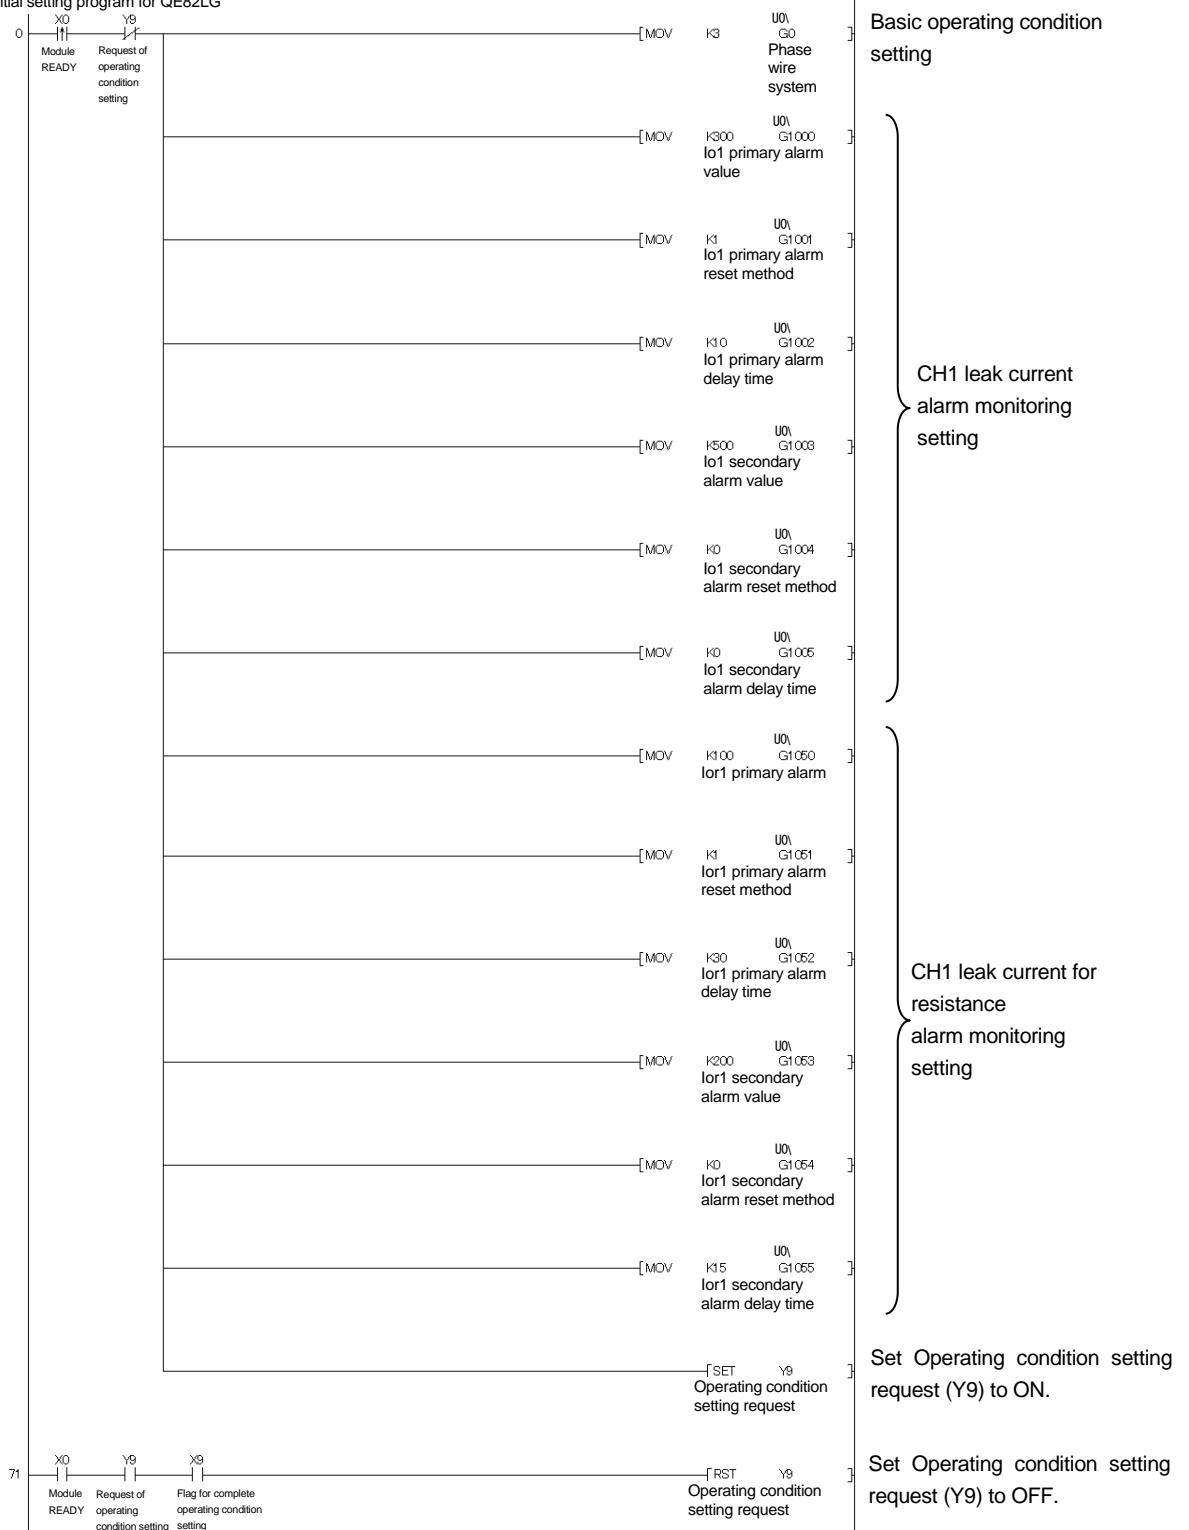 itial setting program for QE82LG
X0 Y9 U0\
0 [MOV K3 G0 ]
Module READY
Request of operating condition setting
Phase wire system
Basic operating condition setting
U0\
[MOV K300 G1000 ]
Io1 primary alarm
value
U0\
[MOV K1 G1001 ]
Io1 primary alarm
reset method
U0\
[MOV K10 G1002 ]
Io1 primary alarm
delay time
U0\
[MOV K500 G1003 ]
Io1 secondary
alarm value
U0\
[MOV K0 G1004 ]
Io1 secondary
alarm reset method
U0\
[MOV K0 G1005 ]
Io1 secondary
alarm delay time
CH1 leak current
alarm monitoring
setting
U0\
[MOV K100 G1050 ]
Ior1 primary alarm
U0\
[MOV K1 G1051 ]
Ior1 primary alarm
reset method
U0\
[MOV K30 G1052 ]
Ior1 primary alarm
delay time
U0\
[MOV K200 G1053 ]
Ior1 secondary
alarm value
U0\
[MOV K0 G1054 ]
Ior1 secondary
alarm reset method
U0\
[MOV K15 G1055 ]
Ior1 secondary
alarm delay time
CH1 leak current for
resistance
alarm monitoring
setting
[SET Y9 ]
Operating condition
setting request
Set Operating condition setting
request (Y9) to ON.
X0 Y9 X9
71 [RST Y9 ]
Module READY
Request of operating condition setting
Flag for complete operating condition setting
Operating condition
setting request
Set Operating condition setting
request (Y9) to OFF.